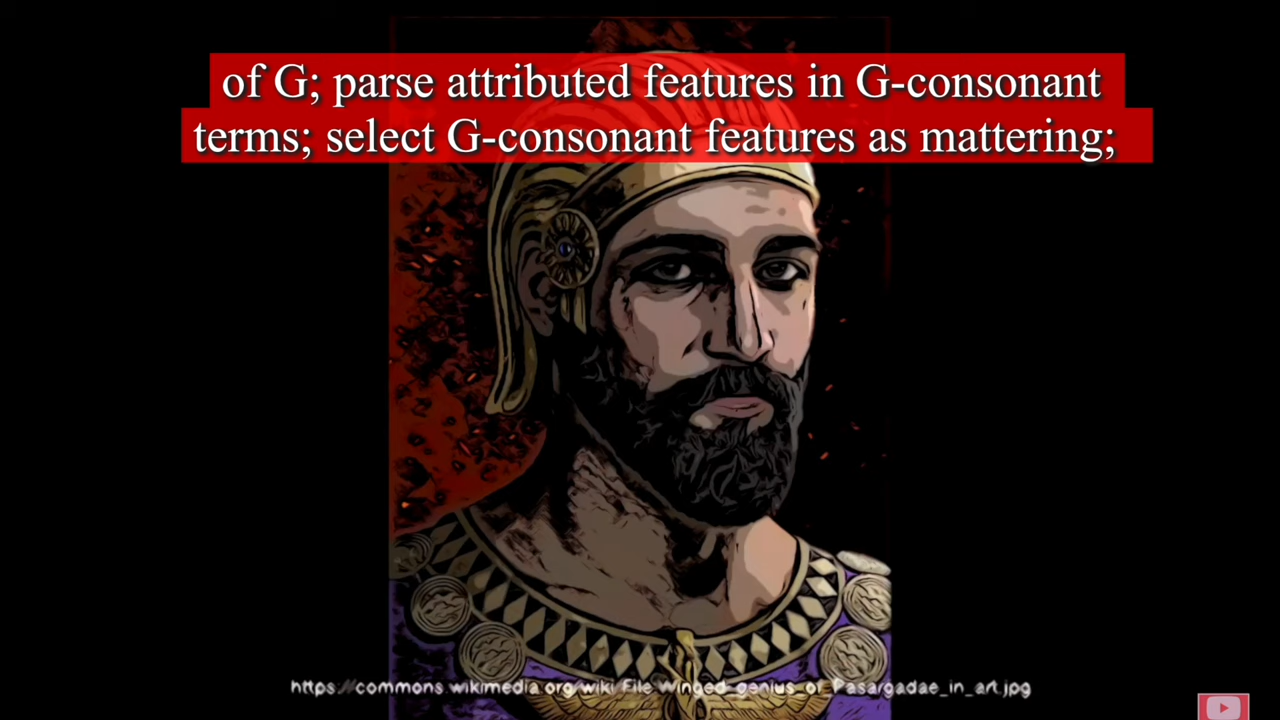 of G; parse attributed features in G-consonant
terms; select G-consonant features as mattering;
https://commons.wikimedia.org/wiki File Winged_genius_of_Pasargadae_in_art.jpg